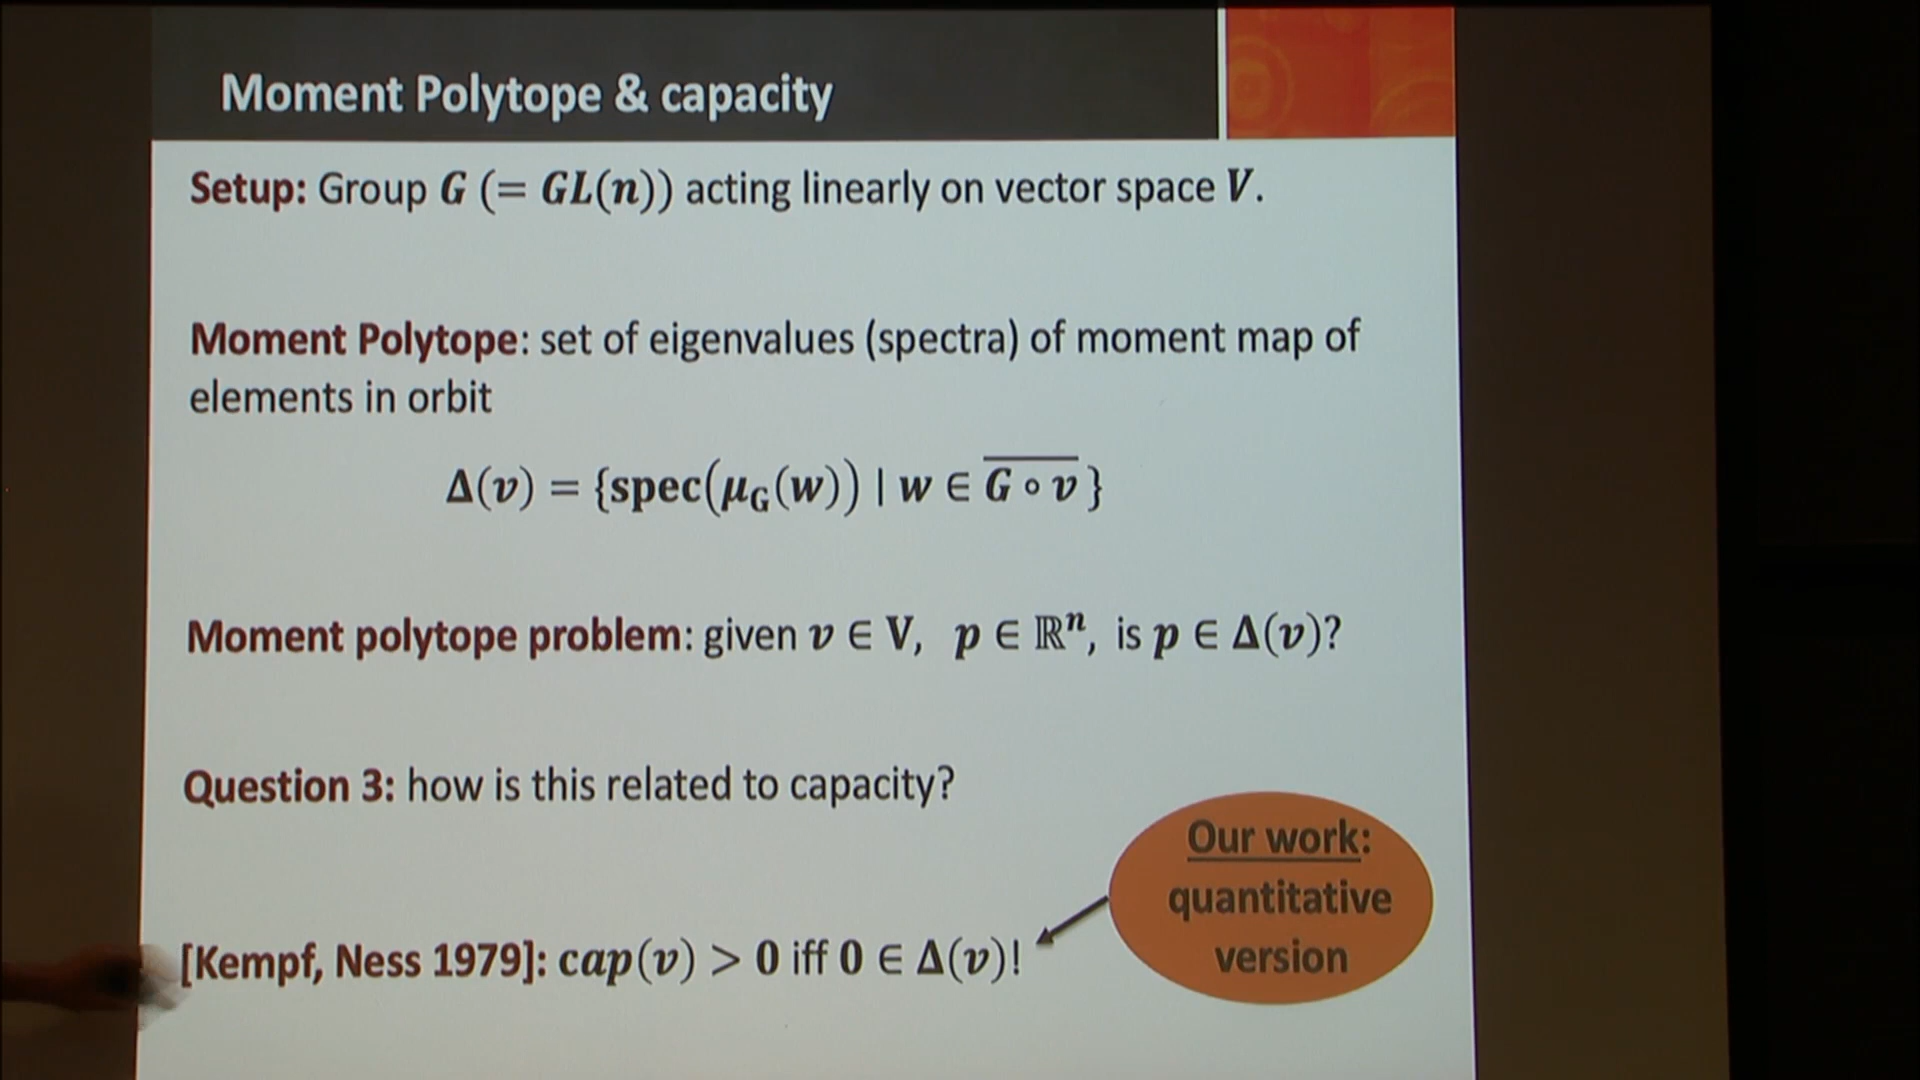 Moment Polytope & capacity
Setup: Group G (= GL(n)) acting linearly on vector space V.
Moment Polytope: set of eigenvalues (spectra) of moment map of
elements in orbit
Δ(v) = {spec(μ_G(w)) | w ∈ \overline{G ∘ v} }
Moment polytope problem: given v ∈ V, p ∈ ℝⁿ, is p ∈ Δ(v)?
Question 3: how is this related to capacity?
[Kempf, Ness 1979]: cap(v) > 0 iff 0 ∈ Δ(v)!
Our work:
quantitative
version